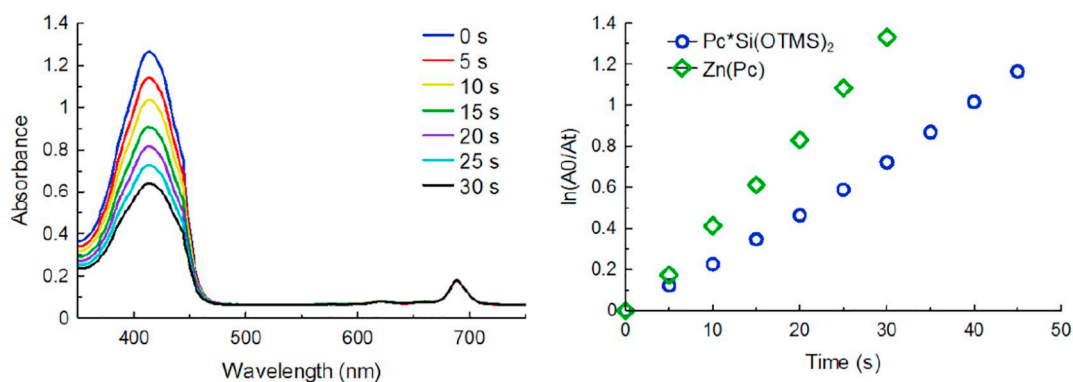 1.4
1.2
1
0.8
0.6
0.4
0.2
0
400
500
600
700
Absorbance
Wavelength (nm)
0 s
5 s
10 s
15 s
20 s
25 s
30 s
1.4
1.2
1
0.8
0.6
0.4
0.2
0
0
10
20
30
40
50
ln(A0/At)
Time (s)
Pc*Si(OTMS)₂
Zn(Pc)